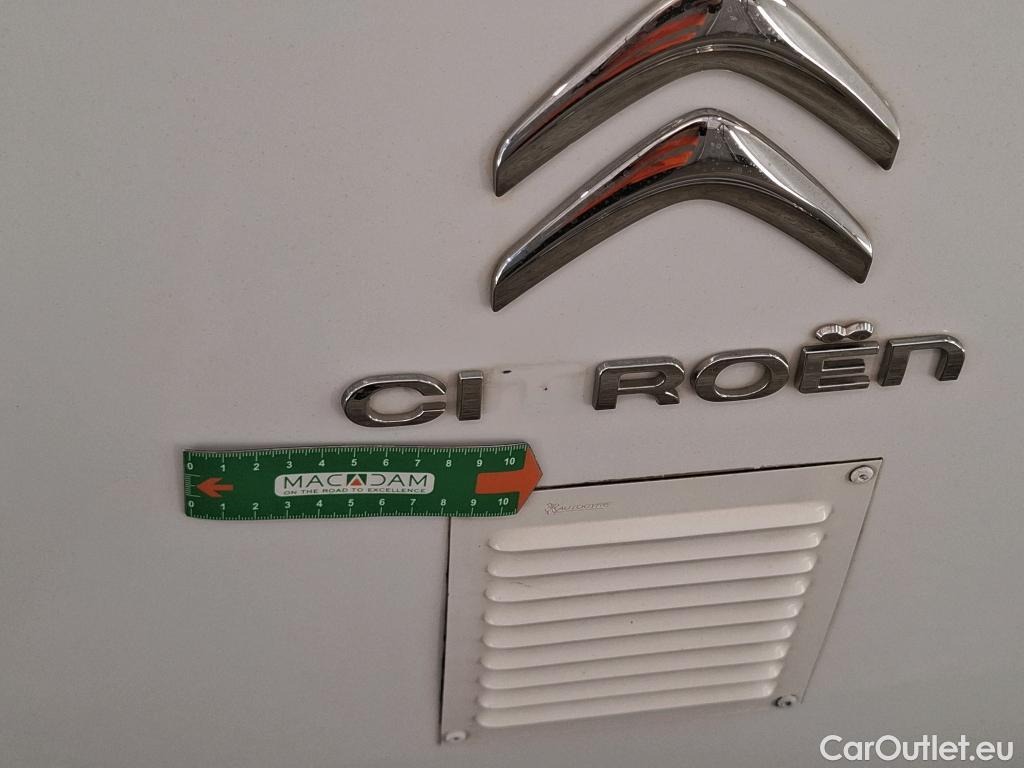 CI ROËN
0 1 2 3 4 5 6 7 8 9 10
MACADAM
ON THE ROAD TO EXCELLENCE
0 1 2 3 4 5 6 7 8 9 10
CarOutlet.eu